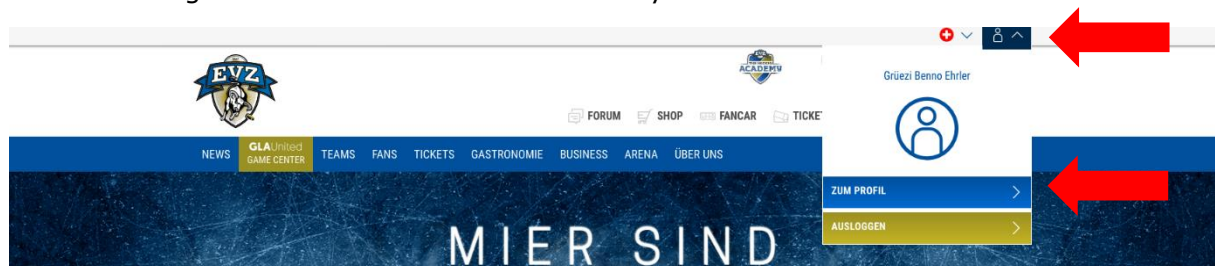 EVZ
ACADEMY
Grüezi Benno Ehrler
FORUM SHOP FANCAR
NEWS GLAUnited GAME CENTER TEAMS FANS TICKETS GASTRONOMIE BUSINESS ARENA ÜBER UNS
ZUM PROFIL
AUSLOGGEN
MIER SIND